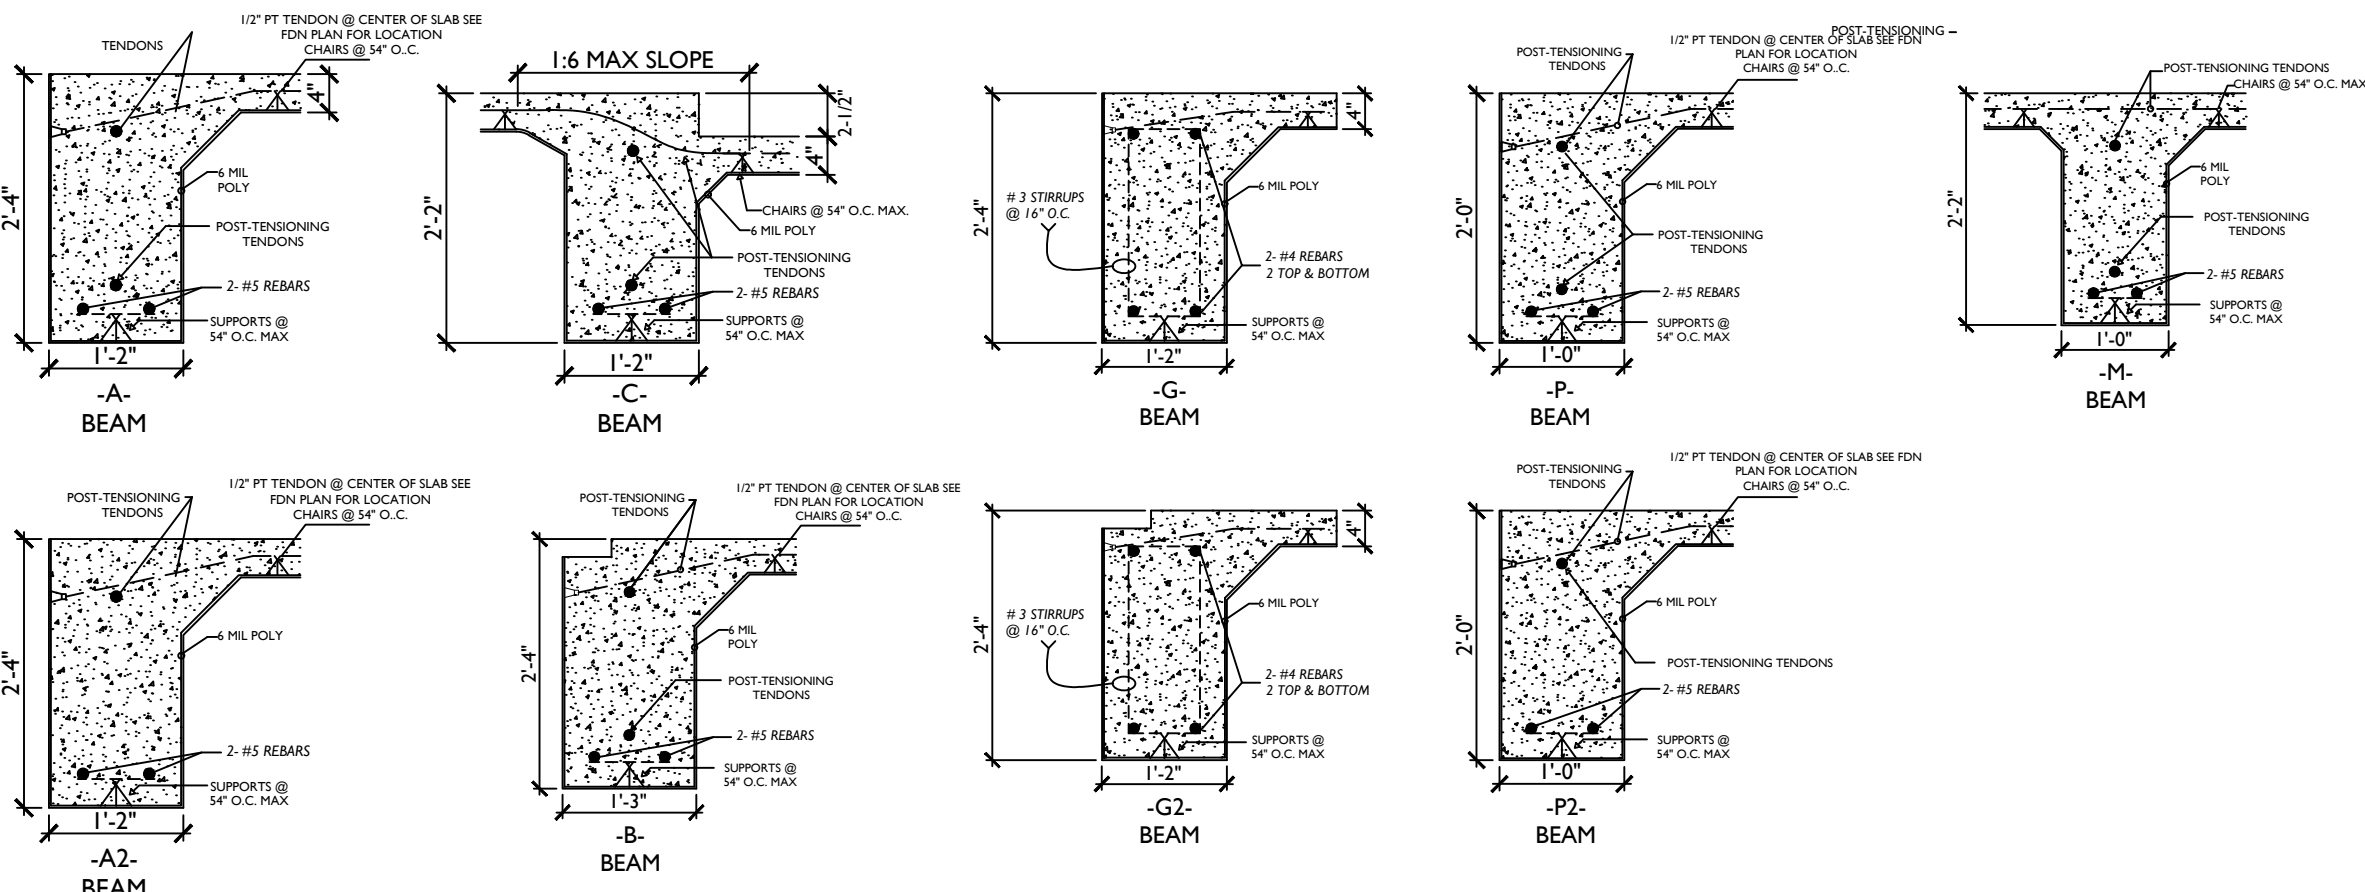 1/2" PT TENDON @ CENTER OF SLAB SEE
FDN PLAN FOR LOCATION
CHAIRS @ 54" O..C.
TENDONS
4"
2'-4"
6 MIL
POLY
POST-TENSIONING
TENDONS
2- #5 REBARS
SUPPORTS @
54" O.C. MAX
1'-2"
-A-
BEAM
1:6 MAX SLOPE
2-1/2"
4"
2'-2"
CHAIRS @ 54" O.C. MAX.
6 MIL POLY
POST-TENSIONING
TENDONS
2- #5 REBARS
SUPPORTS @
54" O.C. MAX
1'-2"
-C-
BEAM
4"
2'-4"
# 3 STIRRUPS
@ 16" O.C.
6 MIL POLY
2- #4 REBARS
2 TOP & BOTTOM
SUPPORTS @
54" O.C. MAX
1'-2"
-G-
BEAM
POST-TENSIONING
TENDONS
1/2" PT TENDON @ CENTER OF SLAB SEE FDN
PLAN FOR LOCATION
CHAIRS @ 54" O..C.
2'-0"
6 MIL POLY
POST-TENSIONING
TENDONS
2- #5 REBARS
SUPPORTS @
54" O.C. MAX
1'-0"
-P-
BEAM
POST-TENSIONING
POST-TENSIONING TENDONS
CHAIRS @ 54" O.C. MAX
2'-2"
6 MIL
POLY
POST-TENSIONING
TENDONS
2- #5 REBARS
SUPPORTS @
54" O.C. MAX
1'-0"
-M-
BEAM
POST-TENSIONING
TENDONS
1/2" PT TENDON @ CENTER OF SLAB SEE
FDN PLAN FOR LOCATION
CHAIRS @ 54" O..C.
2'-4"
6 MIL POLY
2- #5 REBARS
SUPPORTS @
54" O.C. MAX
1'-2"
-A2-
BEAM
POST-TENSIONING
TENDONS
1/2" PT TENDON @ CENTER OF SLAB SEE
FDN PLAN FOR LOCATION
CHAIRS @ 54" O..C.
2'-4"
6 MIL
POLY
POST-TENSIONING
TENDONS
2- #5 REBARS
SUPPORTS @
54" O.C. MAX
1'-3"
-B-
BEAM
4"
2'-4"
# 3 STIRRUPS
@ 16" O.C.
6 MIL POLY
2- #4 REBARS
2 TOP & BOTTOM
SUPPORTS @
54" O.C. MAX
1'-2"
-G2-
BEAM
POST-TENSIONING
TENDONS
1/2" PT TENDON @ CENTER OF SLAB SEE FDN
PLAN FOR LOCATION
CHAIRS @ 54" O..C.
2'-0"
6 MIL POLY
POST-TENSIONING TENDONS
2- #5 REBARS
SUPPORTS @
54" O.C. MAX
1'-0"
-P2-
BEAM